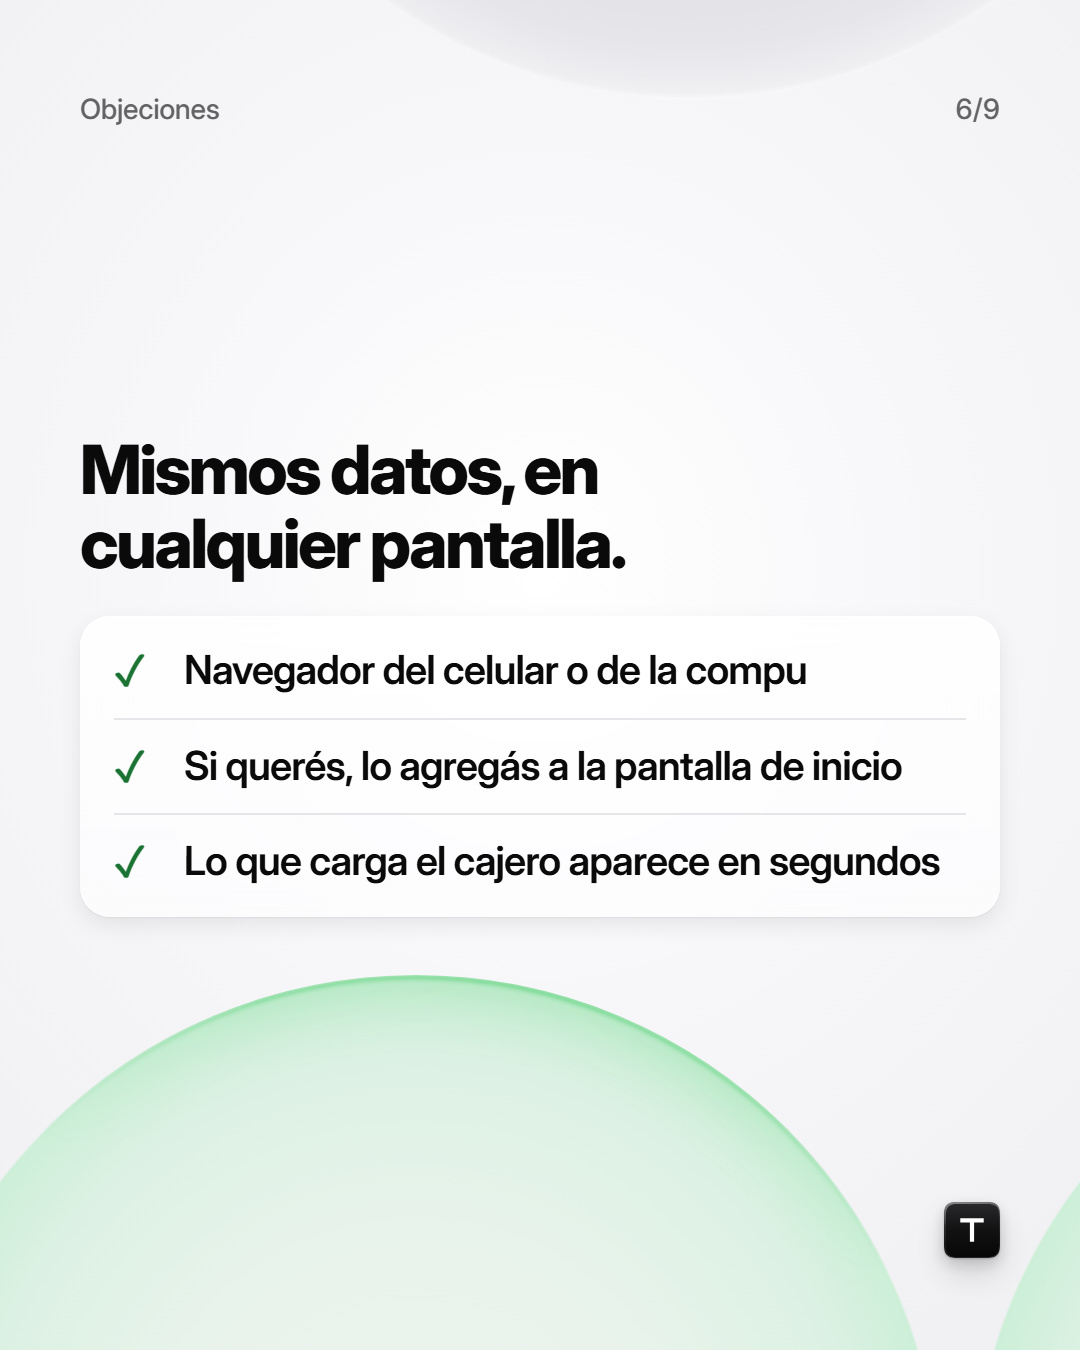 Objeciones
6/9
Mismos datos, en
cualquier pantalla.
✓ Navegador del celular o de la compu
✓ Si querés, lo agregás a la pantalla de inicio
✓ Lo que carga el cajero aparece en segundos
T